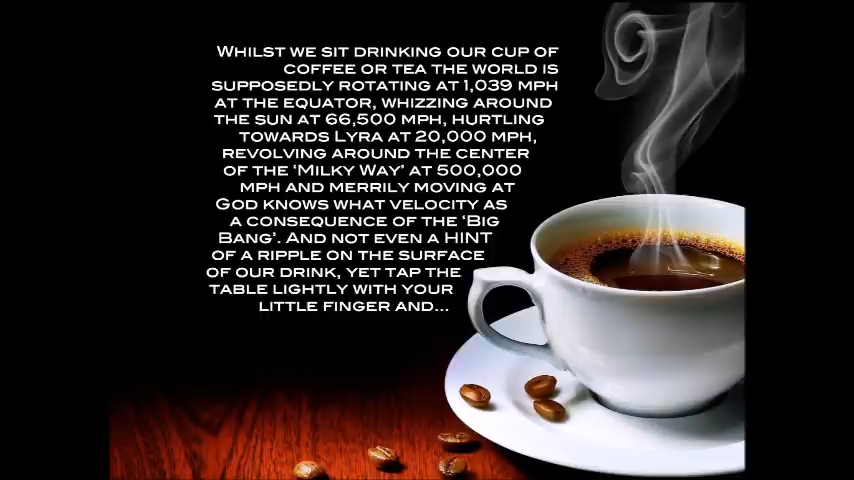 WHILST WE SIT DRINKING OUR CUP OF
COFFEE OR TEA THE WORLD IS
SUPPOSEDLY ROTATING AT 1,039 MPH
AT THE EQUATOR, WHIZZING AROUND
THE SUN AT 66,500 MPH, HURTLING
TOWARDS LYRA AT 20,000 MPH,
REVOLVING AROUND THE CENTER
OF THE ‘MILKY WAY’ AT 500,000
MPH AND MERRILY MOVING AT
GOD KNOWS WHAT VELOCITY AS
A CONSEQUENCE OF THE ‘BIG
BANG’. AND NOT EVEN A HINT
OF A RIPPLE ON THE SURFACE
OF OUR DRINK, YET TAP THE
TABLE LIGHTLY WITH YOUR
LITTLE FINGER AND...